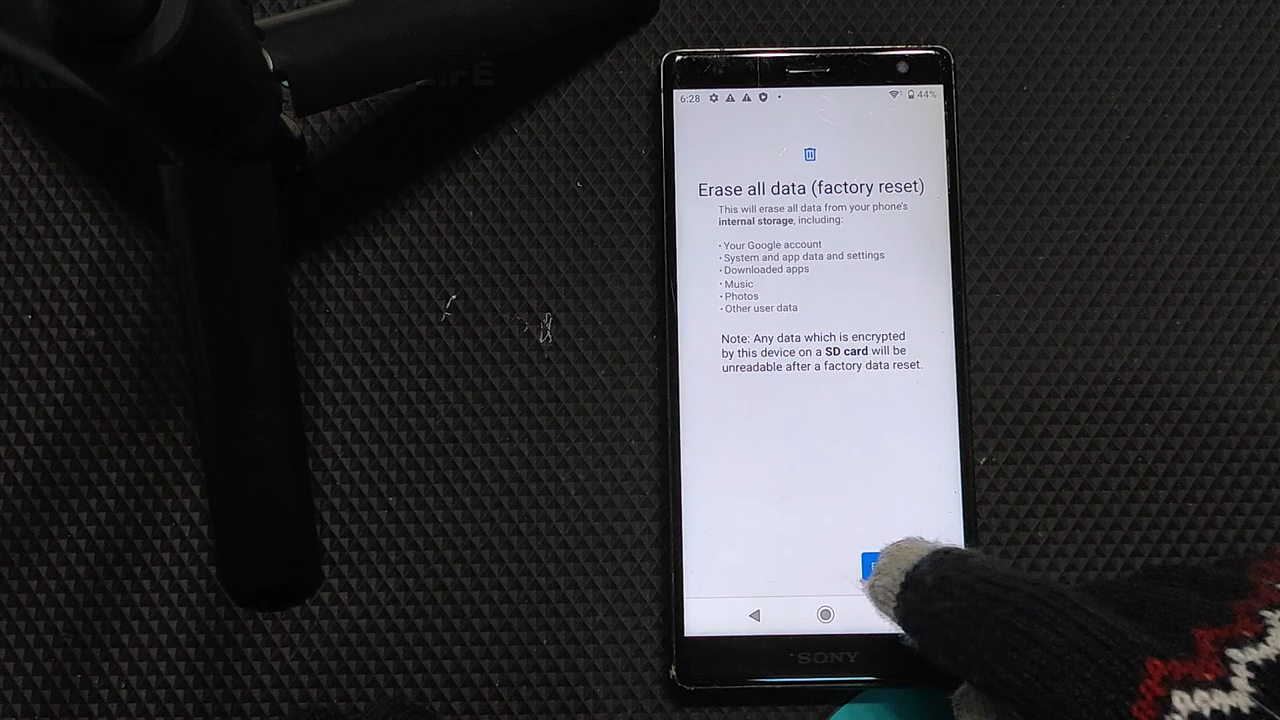 6:28
44%
Erase all data (factory reset)
This will erase all data from your phone's
internal storage, including:
• Your Google account
• System and app data and settings
• Downloaded apps
• Music
• Photos
• Other user data
Note: Any data which is encrypted
by this device on a SD card will be
unreadable after a factory data reset.
SONY